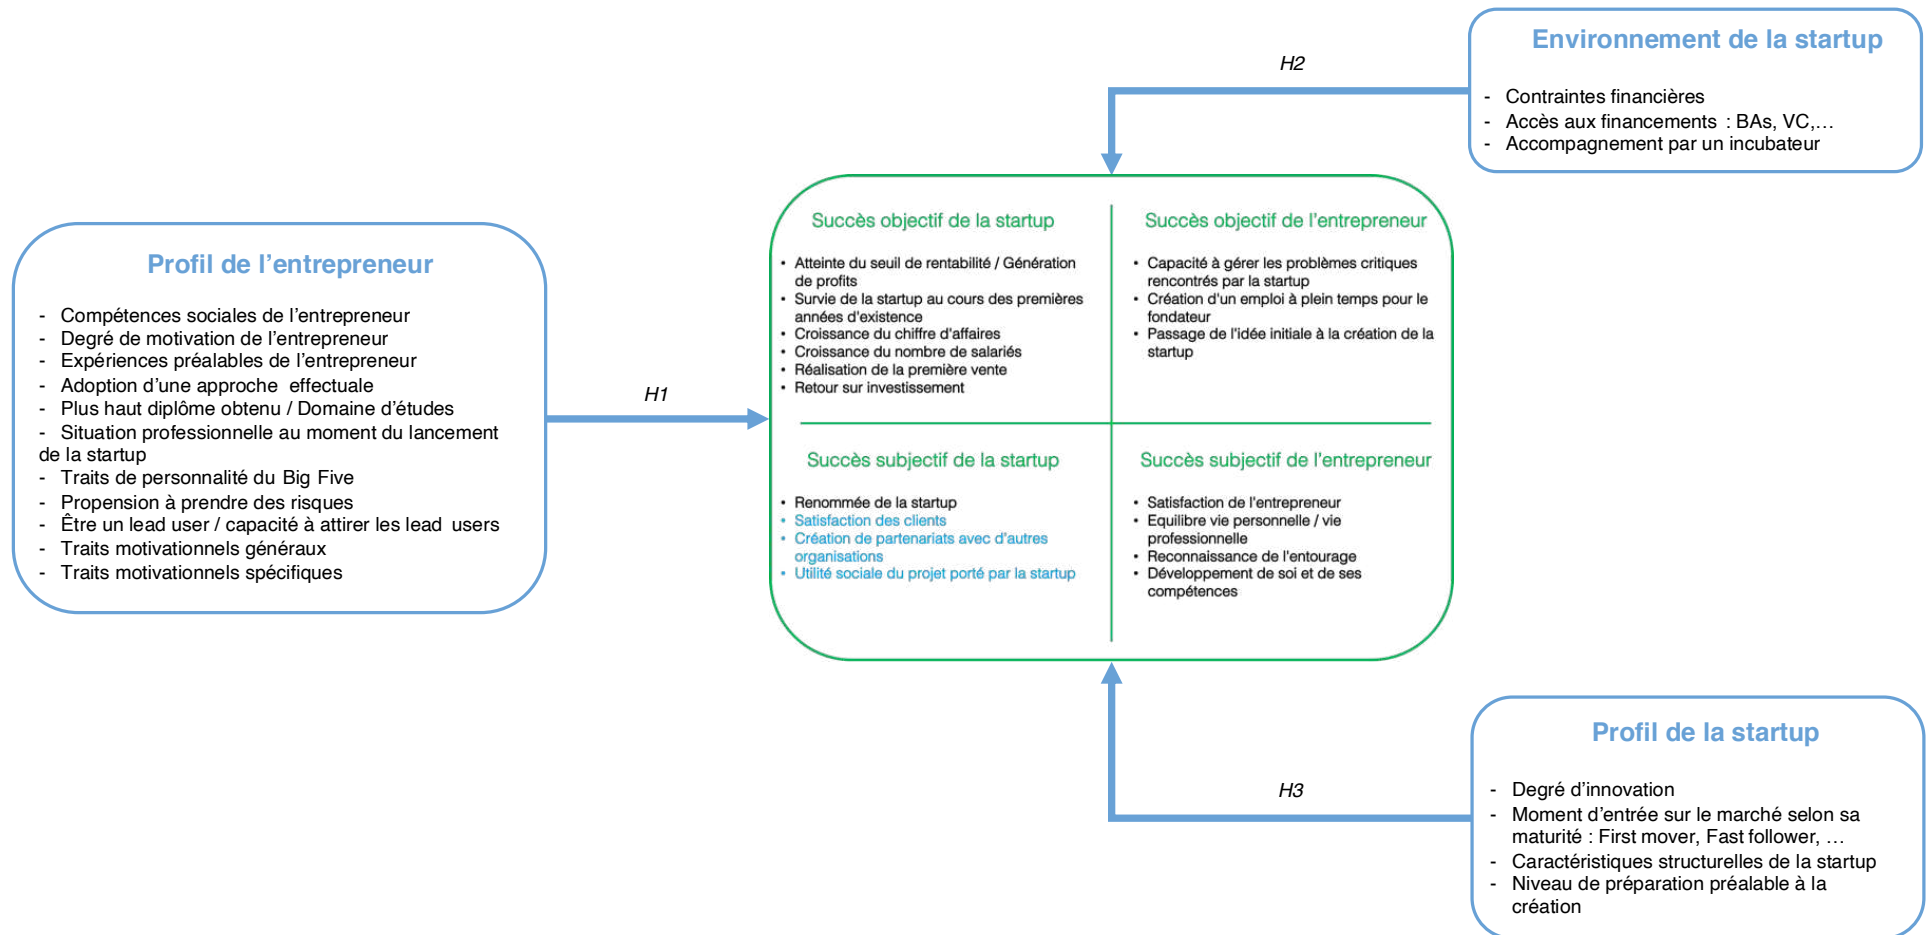 Environnement de la startup
- Contraintes financières
- Accès aux financements : BAs, VC,…
- Accompagnement par un incubateur
H2
Profil de l’entrepreneur
- Compétences sociales de l’entrepreneur
- Degré de motivation de l’entrepreneur
- Expériences préalables de l’entrepreneur
- Adoption d’une approche effectuale
- Plus haut diplôme obtenu / Domaine d’études
- Situation professionnelle au moment du lancement
de la startup
- Traits de personnalité du Big Five
- Propension à prendre des risques
- Être un lead user / capacité à attirer les lead users
- Traits motivationnels généraux
- Traits motivationnels spécifiques
H1
Succès objectif de la startup
• Atteinte du seuil de rentabilité / Génération
de profits
• Survie de la startup au cours des premières
années d'existence
• Croissance du chiffre d'affaires
• Croissance du nombre de salariés
• Réalisation de la première vente
• Retour sur investissement
Succès objectif de l'entrepreneur
• Capacité à gérer les problèmes critiques
rencontrés par la startup
• Création d'un emploi à plein temps pour le
fondateur
• Passage de l'idée initiale à la création de la
startup
Succès subjectif de la startup
• Renommée de la startup
• Satisfaction des clients
• Création de partenariats avec d'autres
organisations
• Utilité sociale du projet porté par la startup
Succès subjectif de l'entrepreneur
• Satisfaction de l'entrepreneur
• Equilibre vie personnelle / vie
professionnelle
• Reconnaissance de l'entourage
• Développement de soi et de ses
compétences
H3
Profil de la startup
- Degré d’innovation
- Moment d’entrée sur le marché selon sa
maturité : First mover, Fast follower, …
- Caractéristiques structurelles de la startup
- Niveau de préparation préalable à la
création